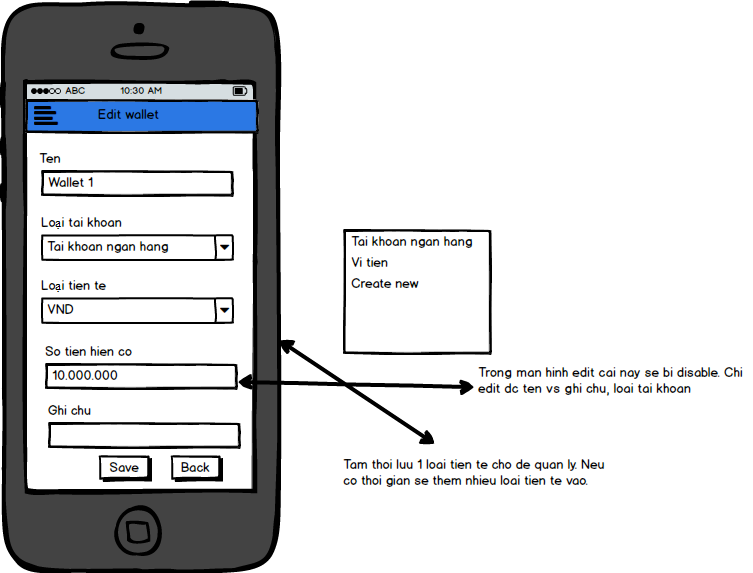 ABC 10:30 AM
Edit wallet
Ten
Wallet 1
Loại tai khoan
Tai khoan ngan hang
Loại tien te
VND
So tien hien co
10.000.000
Ghi chu
Save Back
Tai khoan ngan hang
Vi tien
Create new
Trong man hinh edit cai nay se bi disable. Chi
edit dc ten vs ghi chu, loai tai khoan
Tam thoi luu 1 loai tien te cho de quan ly. Neu
co thoi gian se them nhieu loai tien te vao.